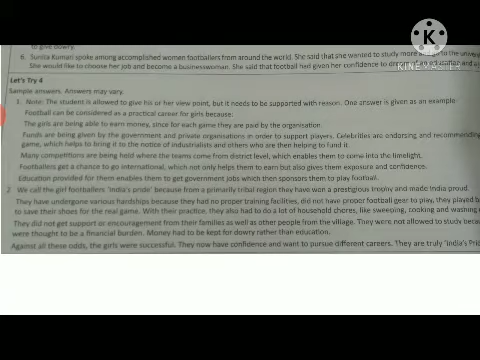 to give dowry.
6. Sunita Kumari spoke among accomplished women footballers from around the world. She said that she wanted to study more and go to the
She would like to choose her job and become a businesswoman. She said that football had given her confidence to
K
KINEMASTER
Let's Try 4
Sample answers. Answers may vary.
1. Note: The student is allowed to give his or her view point, but it needs to be supported with reason. One answer is given as an example-
Football can be considered as a practical career for girls because:
The girls are being able to earn money, since for each game they are paid by the organisation.
Funds are being given by the government and private organisations in order to support players. Celebrities are endorsing and recommending
game, which helps to bring it to the notice of industrialists and others who are then helping to fund it.
Many competitions are being held where the teams come from district level, which enables them to come into the limelight.
Footballers get a chance to go international, which not only helps them to earn but also gives them exposure and confidence.
Education provided for them enables them to get government jobs which then sponsors them to play football.
2 We call the girl footballers 'India's pride' because from a primarily tribal region they have won a prestigious trophy and made India proud.
They have undergone various hardships because they had no proper training facilities, did not have proper football gear to play, they played
to save their shoes for the real game. With their practice, they also had to do a lot of household chores, like sweeping, cooking and washing
They did not get support or encouragement from their families as well as other people from the village. They were not allowed to study
were thought to be a financial burden. Money had to be kept for dowry rather than education.
Against all these odds, the girls were successful. They now have confidence and want to pursue different careers. They are truly 'India's